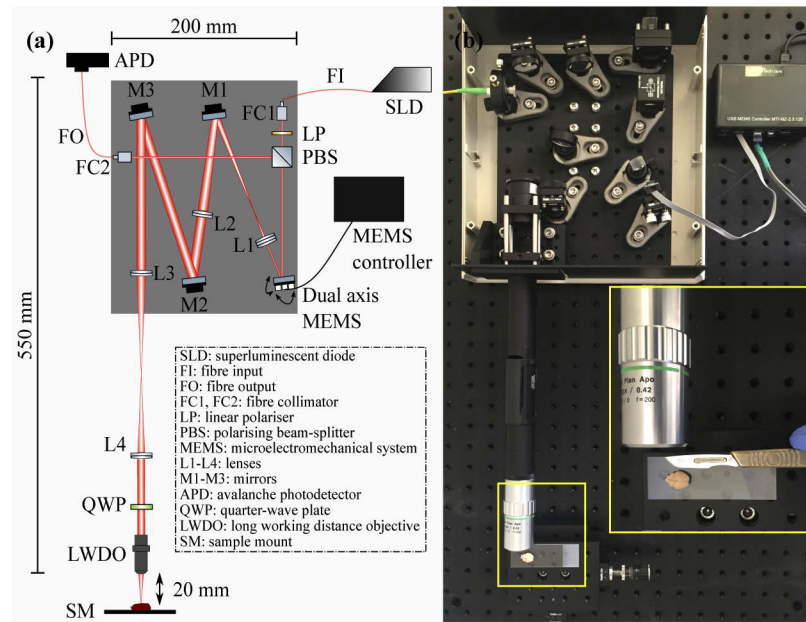 (a)
200 mm
APD
M3
M1
FI
FC1
SLD
FO
LP
FC2
PBS
L2
L1
MEMS
controller
L3
M2
Dual axis
MEMS
550 mm
SLD: superluminescent diode
FI: fibre input
FO: fibre output
FC1, FC2: fibre collimator
LP: linear polariser
PBS: polarising beam-splitter
MEMS: microelectromechanical system
L1-L4: lenses
M1-M3: mirrors
APD: avalanche photodetector
QWP: quarter-wave plate
LWDO: long working distance objective
SM: sample mount
L4
QWP
LWDO
20 mm
SM
(b)
USB-MEMS Controller
Plan Apo
/ 0.42
f=200